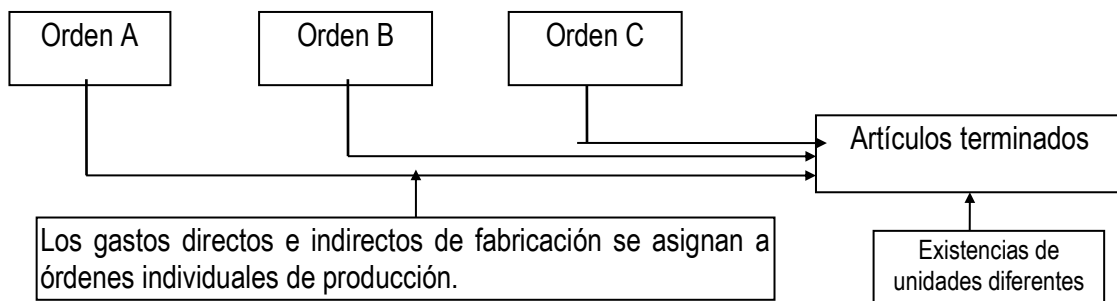 Orden A
Orden B
Orden C
Artículos terminados
Los gastos directos e indirectos de fabricación se asignan a
órdenes individuales de producción.
Existencias de
unidades diferentes